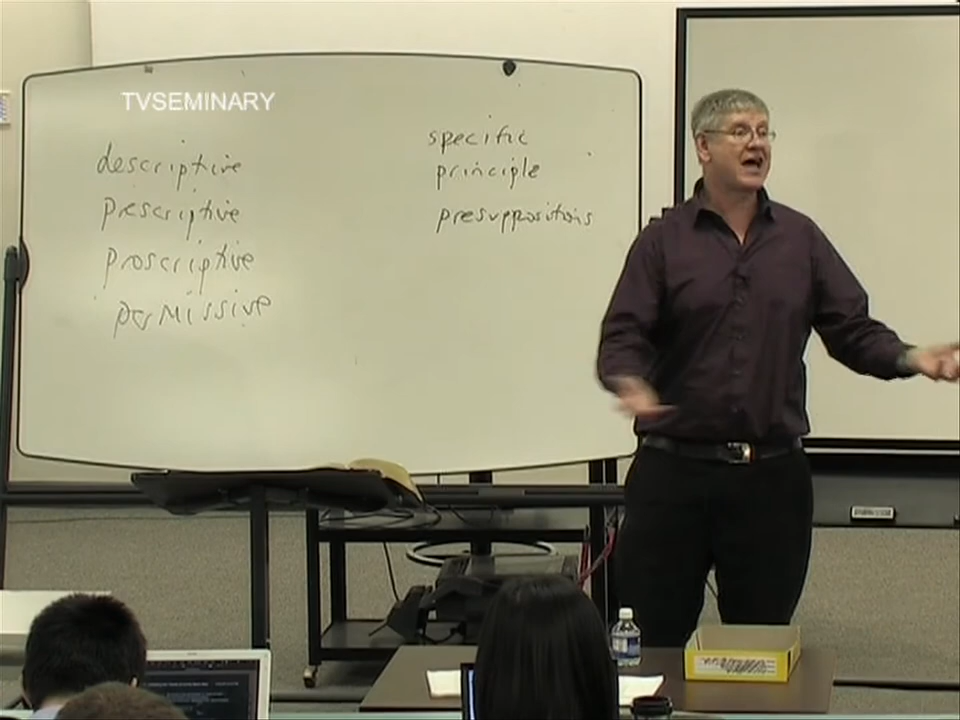 TVSEMINARY
descriptive
prescriptive
proscriptive
permissive
specific
principle
presuppositions